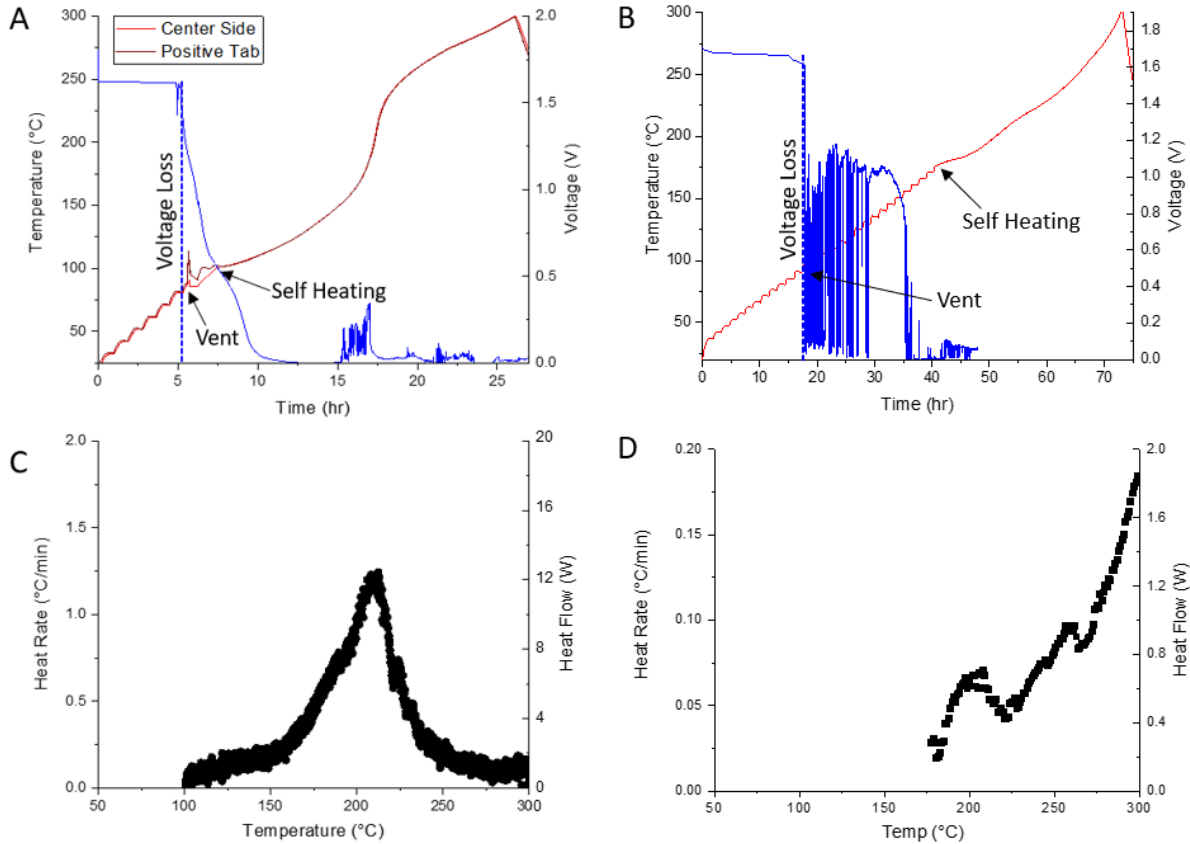 A
300
250
200
150
100
50
Temperature (°C)
Center Side
Positive Tab
Voltage Loss
Vent
Self Heating
2.0
1.5
1.0
0.5
0.0
Voltage (V)
0 5 10 15 20 25
Time (hr)
B
300
250
200
150
100
50
Temperature (°C)
Voltage Loss
Vent
Self Heating
1.8
1.6
1.4
1.2
1.0
0.8
0.6
0.4
0.2
0.0
Voltage (V)
0 10 20 30 40 50 60 70
Time (hr)
C
2.0
1.5
1.0
0.5
0.0
Heat Rate (°C/min)
20
16
12
8
4
0
Heat Flow (W)
50 100 150 200 250 300
Temperature (°C)
D
0.20
0.15
0.10
0.05
0.00
Heat Rate (°C/min)
2.0
1.6
1.2
0.8
0.4
0.0
Heat Flow (W)
50 100 150 200 250 300
Temp (°C)